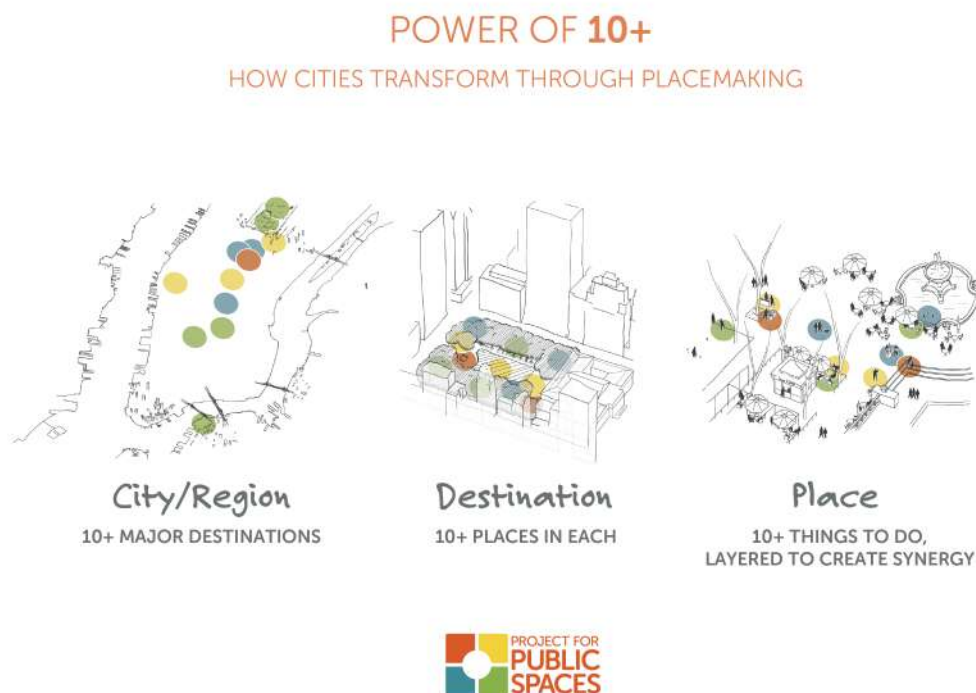 POWER OF 10+
HOW CITIES TRANSFORM THROUGH PLACEMAKING
City/Region
10+ MAJOR DESTINATIONS
Destination
10+ PLACES IN EACH
Place
10+ THINGS TO DO,
LAYERED TO CREATE SYNERGY
PROJECT FOR
PUBLIC
SPACES